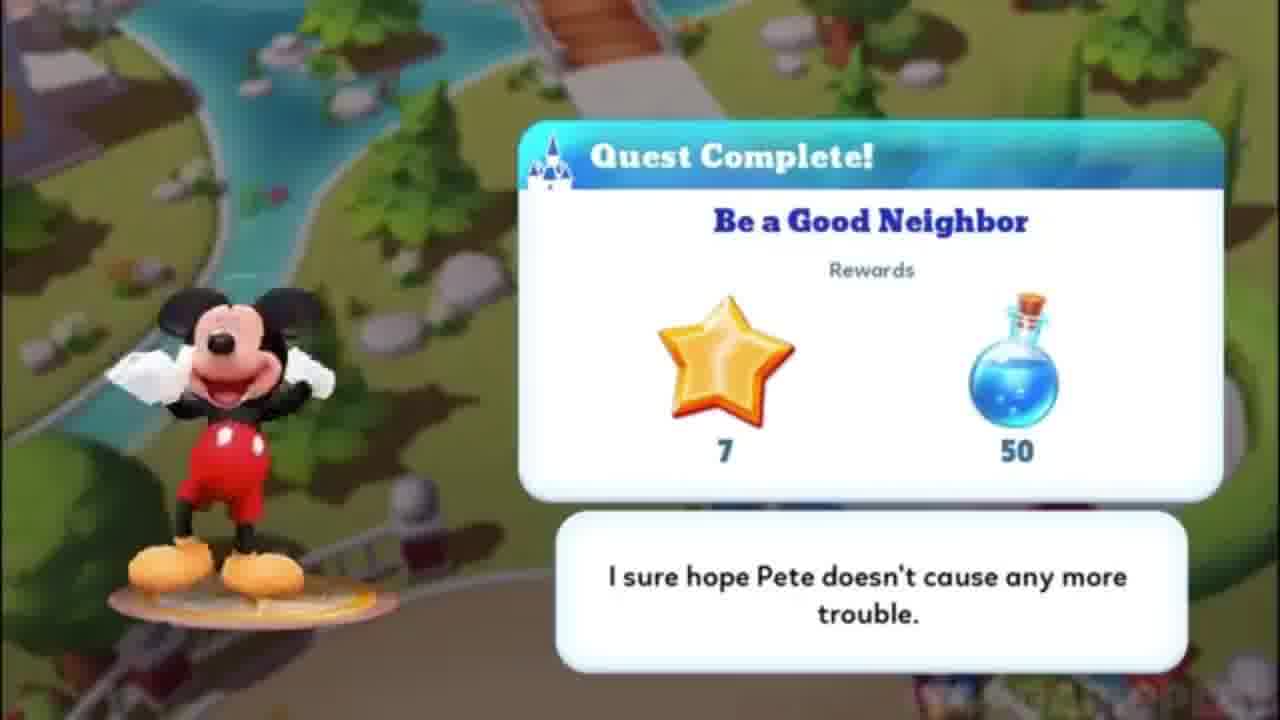 Quest Complete!
Be a Good Neighbor
Rewards
7
50
I sure hope Pete doesn't cause any more
trouble.